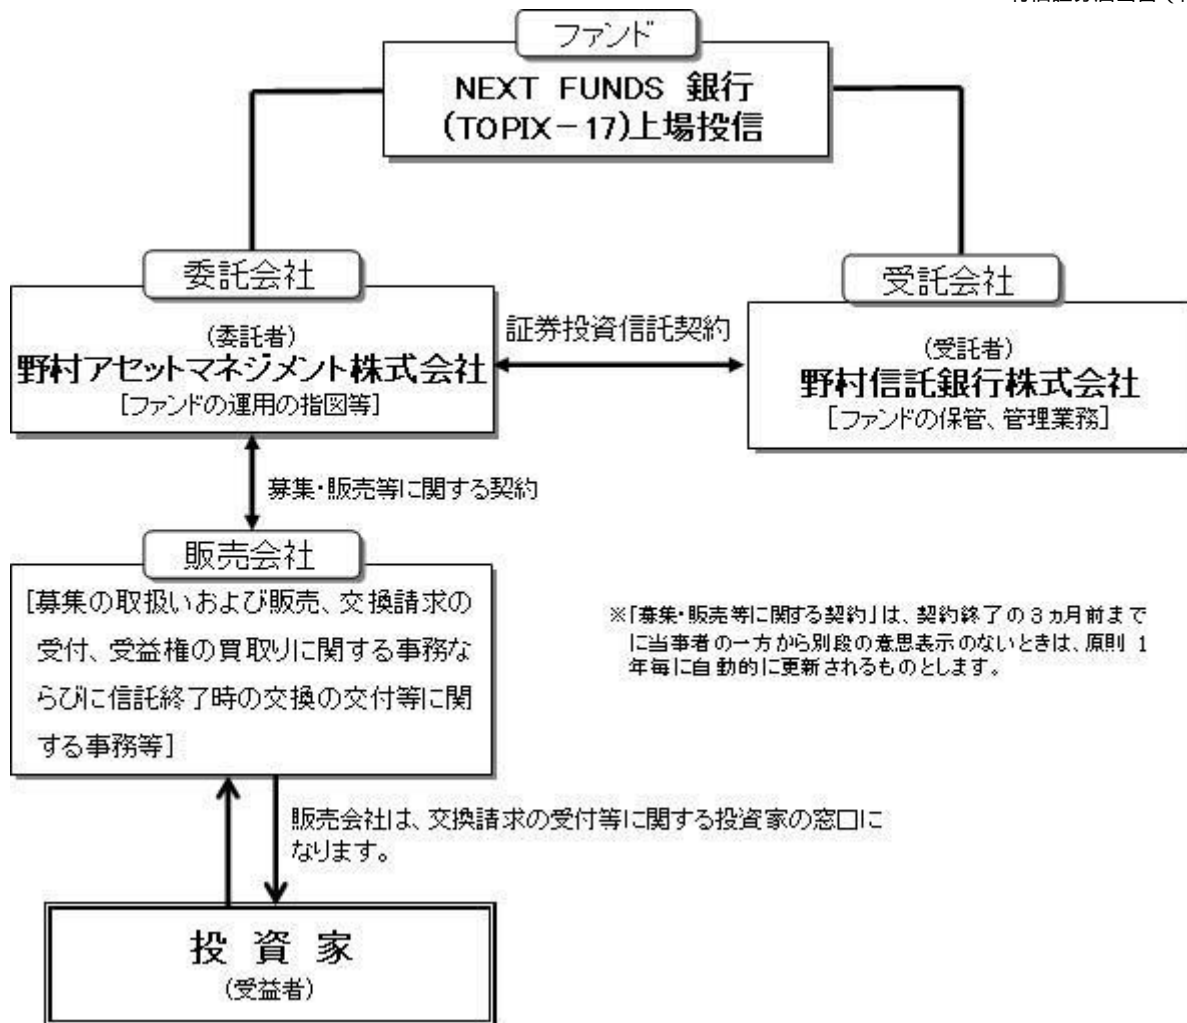 ファンド
NEXT FUNDS 銀行
(TOPIX－17)上場投信
委託会社
(委託者)
野村アセットマネジメント株式会社
[ファンドの運用の指図等]
証券投資信託契約
受託会社
(受託者)
野村信託銀行株式会社
[ファンドの保管、管理業務]
募集・販売等に関する契約
販売会社
[募集の取扱いおよび販売、交換請求の
受付、受益権の買取りに関する事務な
らびに信託終了時の交換の交付等に関
する事務等]
※「募集・販売等に関する契約」は、契約終了の3ヵ月前まで
に当事者の一方から別段の意思表示のないときは、原則 1
年毎に自動的に更新されるものとします。
販売会社は、交換請求の受付等に関する投資家の窓口に
なります。
投 資 家
(受益者)